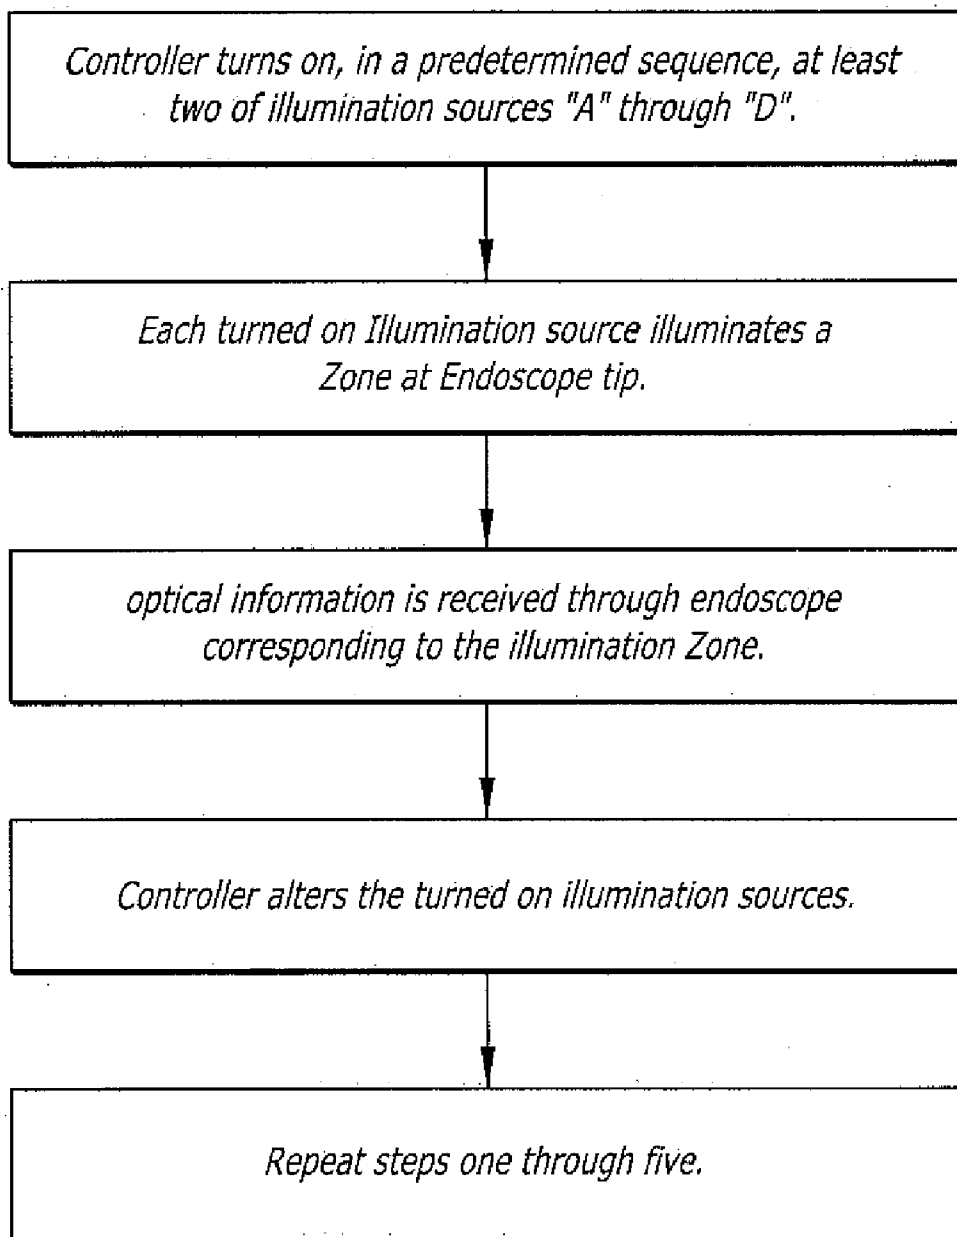 Controller turns on, in a predetermined sequence, at least
two of illumination sources "A" through "D".
Each turned on Illumination source illuminates a
Zone at Endoscope tip.
optical information is received through endoscope
corresponding to the illumination Zone.
Controller alters the turned on illumination sources.
Repeat steps one through five.